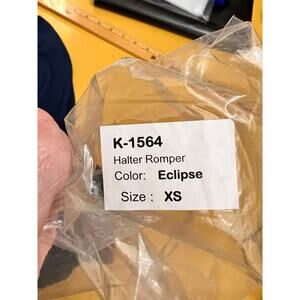 K-1564
Halter Romper
Color: Eclipse
Size : XS